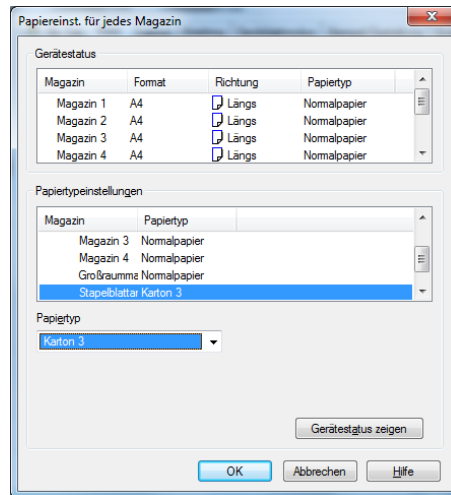 Papiereinst. für jedes Magazin
Gerätestatus
Magazin Format Richtung Papiertyp
Magazin 1 A4 Längs Normalpapier
Magazin 2 A4 Längs Normalpapier
Magazin 3 A4 Längs Normalpapier
Magazin 4 A4 Längs Normalpapier
Papiertypeinstellungen
Magazin Papiertyp
Magazin 3 Normalpapier
Magazin 4 Normalpapier
Großraumma Normalpapier
Stapelblattar Karton 3
Papiertyp
Karton 3
Gerätestatus zeigen
OK Abbrechen Hilfe